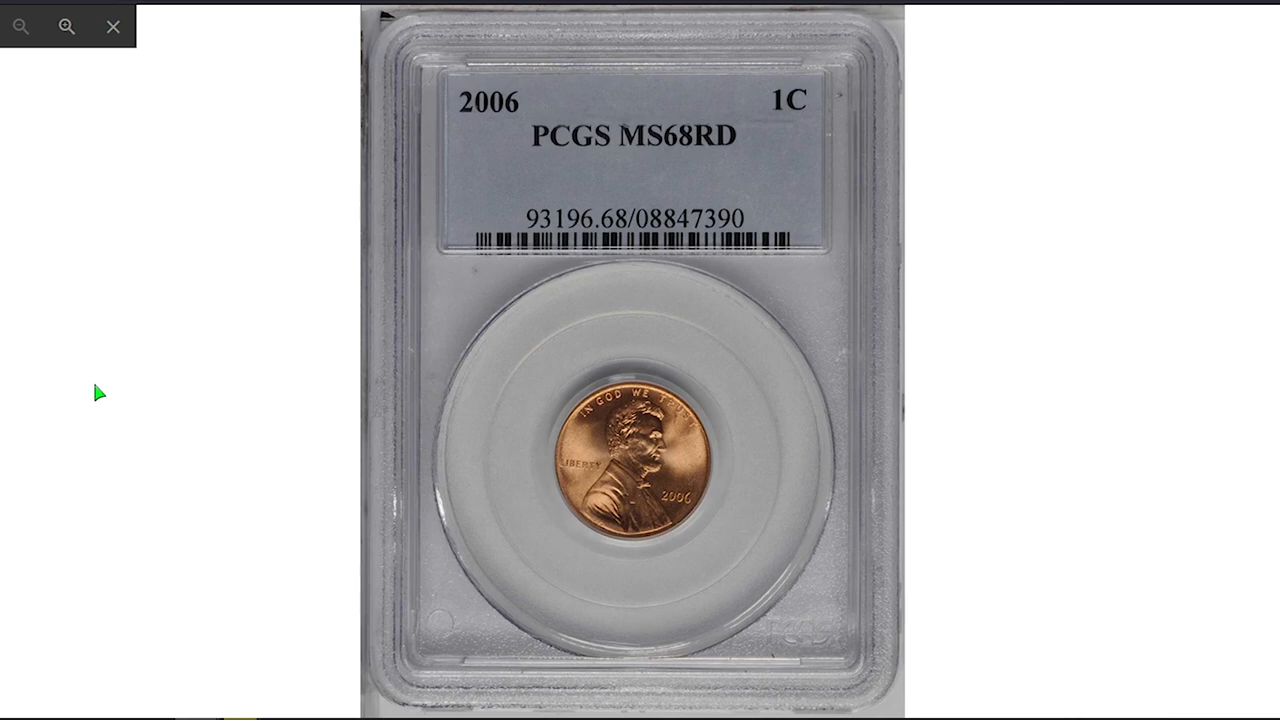 2006 1C
PCGS MS68RD
93196.68/08847390
IN GOD WE TRUST
LIBERTY
2006